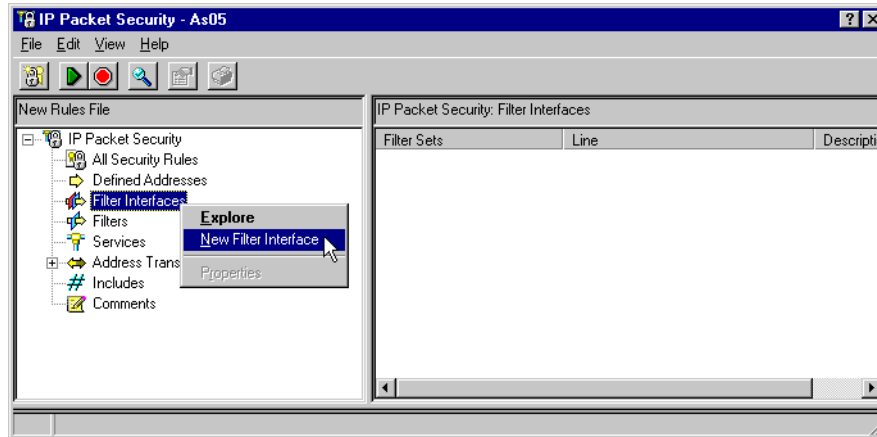 IP Packet Security - As05
File Edit View Help
New Rules File
IP Packet Security: Filter Interfaces
IP Packet Security
All Security Rules
Defined Addresses
Filter Interfaces
Filters
Services
Address Trans
# Includes
Comments
Explore
New Filter Interface
Properties
Filter Sets Line Descripti